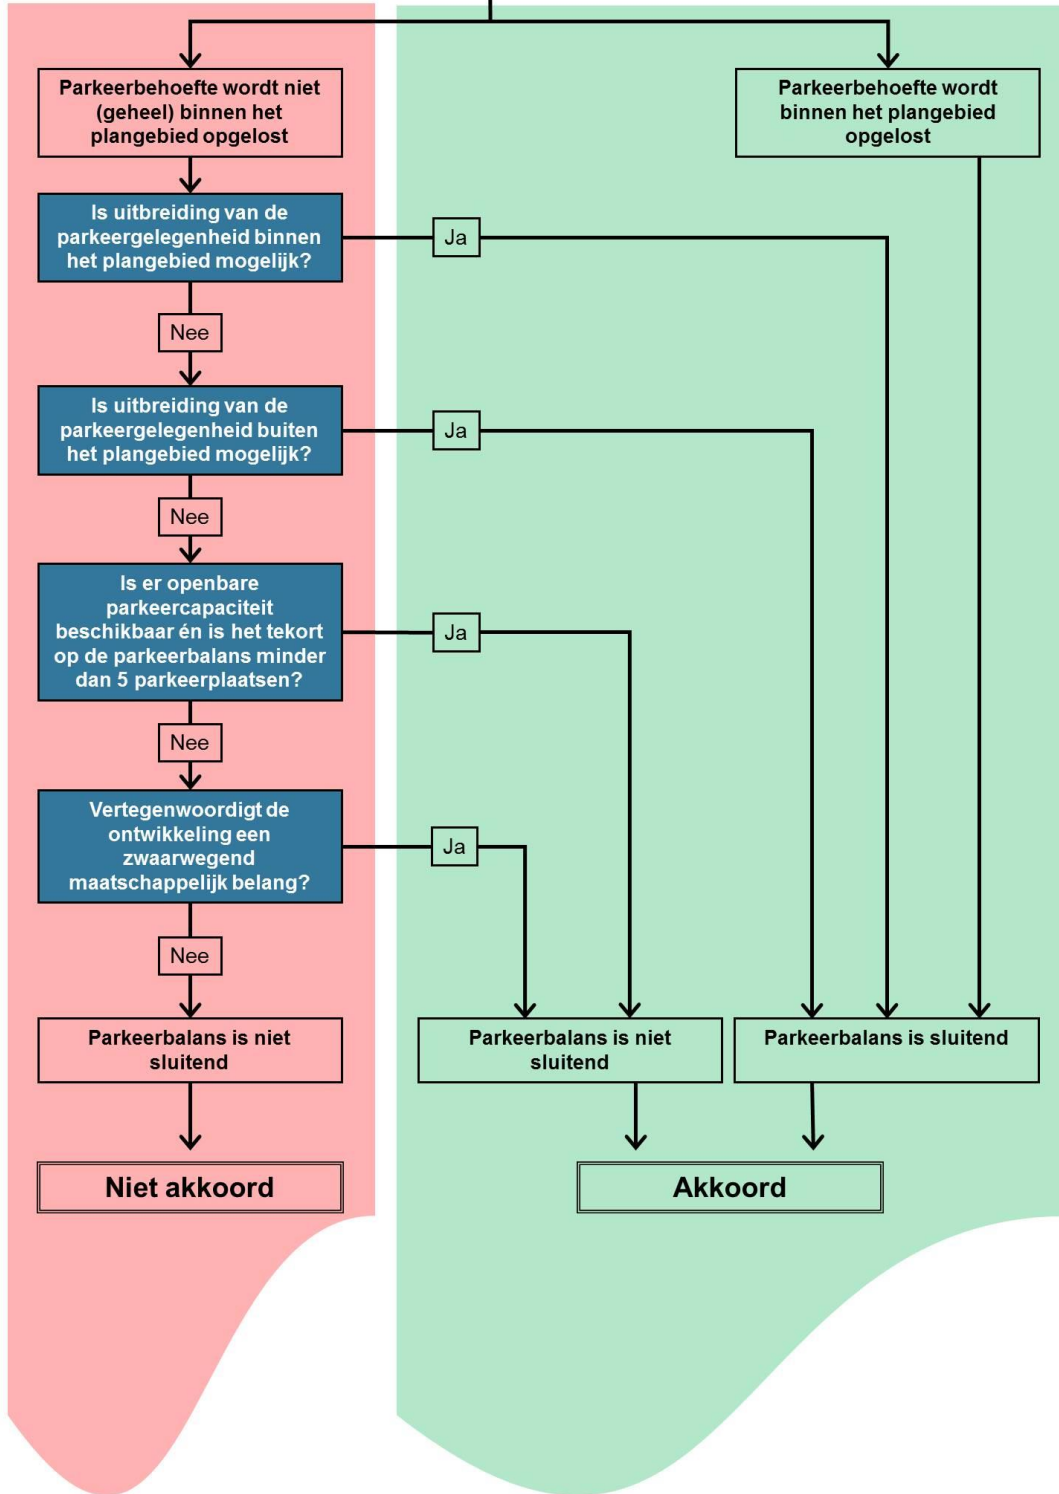 Parkeerbehoefte wordt niet
(geheel) binnen het
plangebied opgelost
Parkeerbehoefte wordt
binnen het plangebied
opgelost
Is uitbreiding van de
parkeergelegenheid binnen
het plangebied mogelijk?
Ja
Nee
Is uitbreiding van de
parkeergelegenheid buiten
het plangebied mogelijk?
Ja
Nee
Is er openbare
parkeercapaciteit
beschikbaar én is het tekort
op de parkeerbalans minder
dan 5 parkeerplaatsen?
Ja
Nee
Vertegenwoordigt de
ontwikkeling een
zwaarwegend
maatschappelijk belang?
Ja
Nee
Parkeerbalans is niet
sluitend
Parkeerbalans is niet
sluitend
Parkeerbalans is sluitend
Niet akkoord
Akkoord